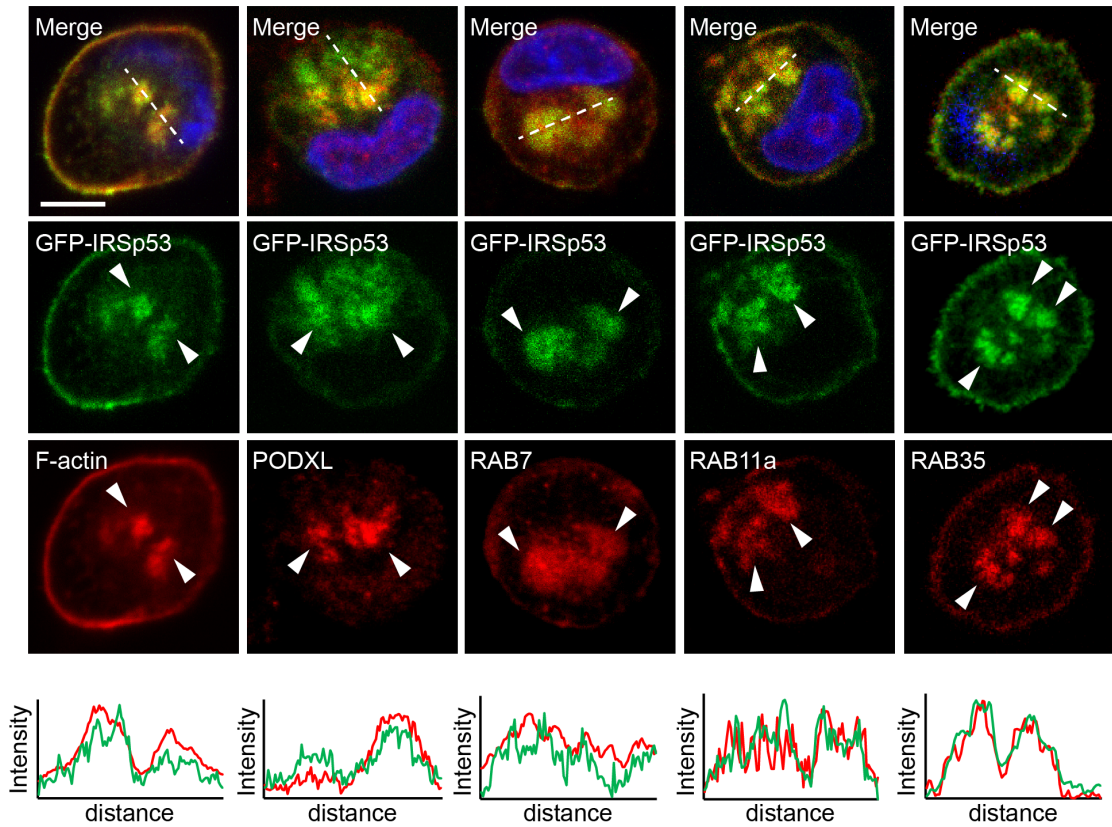 Merge Merge Merge Merge Merge
GFP-IRSp53 GFP-IRSp53 GFP-IRSp53 GFP-IRSp53 GFP-IRSp53
F-actin PODXL RAB7 RAB11a RAB35
Intensity Intensity Intensity Intensity Intensity
distance distance distance distance distance